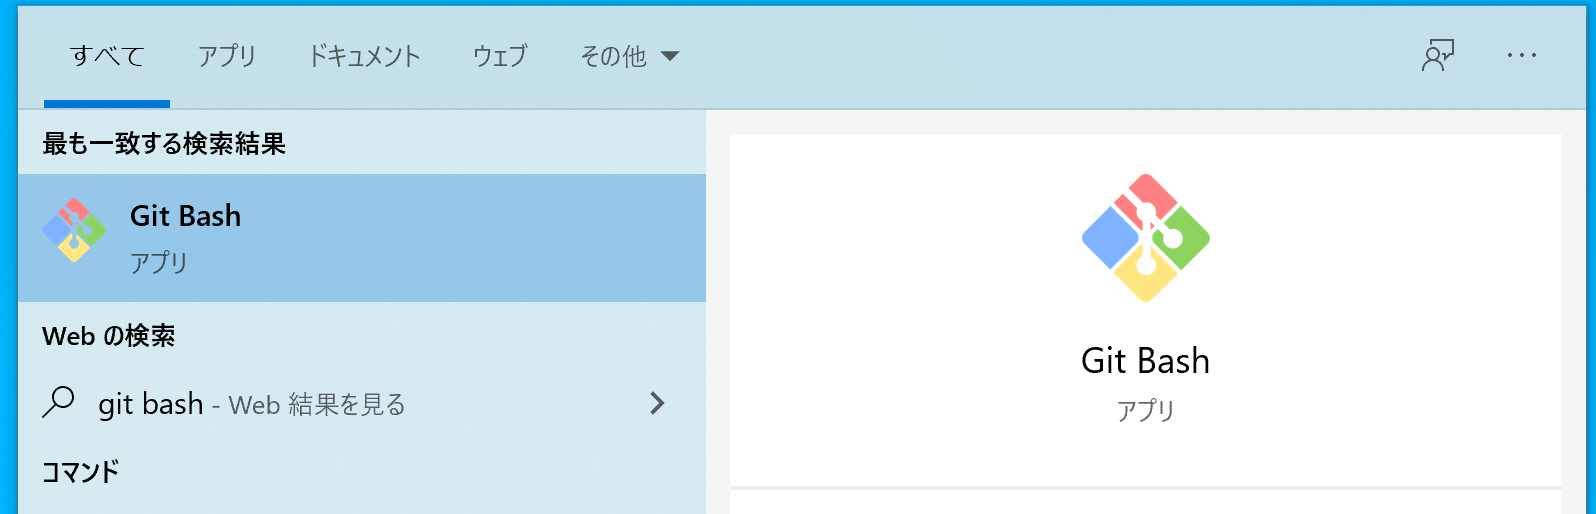 すべて アプリ ドキュメント ウェブ その他
最も一致する検索結果
Git Bash
アプリ
Web の検索
git bash - Web 結果を見る
コマンド
Git Bash
アプリ